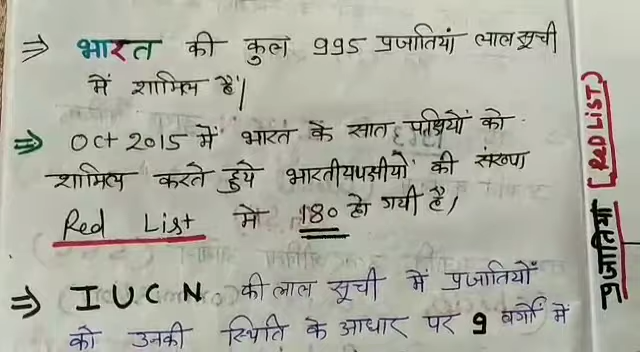 ⇒ भारत की कुल 995 प्रजातियां लाल सूची
में शामिल हैं।
⇒ Oct 2015 में भारत के सात पक्षियों को
शामिल करते हुये भारतीयपक्षीयों की संख्या
Red List में 180 हो गयी है।
⇒ IUCN की लाल सूची में प्रजातियों
को उनकी स्थिति के आधार पर 9 वर्गों में
प्रजातियां [RED LIST]